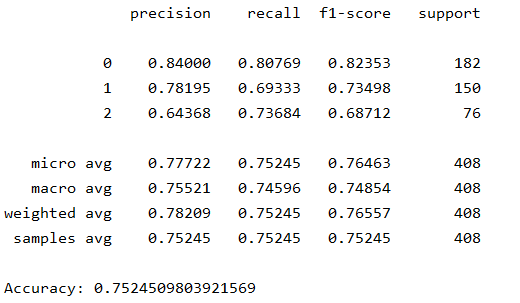 precision recall f1-score support
0 0.84000 0.80769 0.82353 182
1 0.78195 0.69333 0.73498 150
2 0.64368 0.73684 0.68712 76
micro avg 0.77722 0.75245 0.76463 408
macro avg 0.75521 0.74596 0.74854 408
weighted avg 0.78209 0.75245 0.76557 408
samples avg 0.75245 0.75245 0.75245 408
Accuracy: 0.7524509803921569